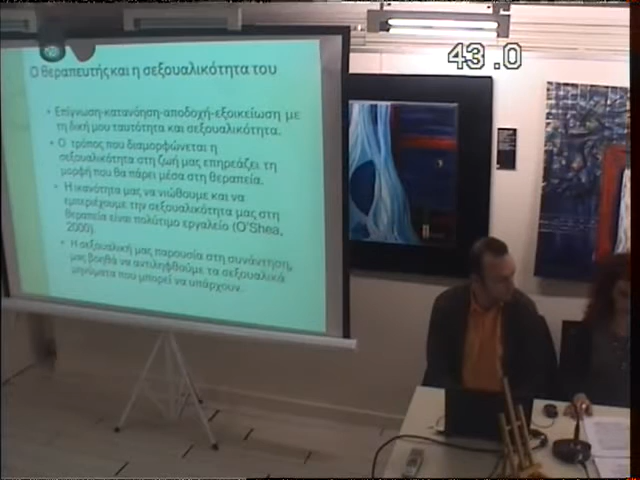 43.0
Ο θεραπευτής και η σεξουαλικότητα του
• Επίγνωση-κατανόηση-αποδοχή-εξοικείωση με
τη δική μου ταυτότητα και σεξουαλικότητα.
• Ο τρόπος που διαμορφώνεται η
σεξουαλικότητα στη ζωή μας επηρεάζει τη
μορφή που θα πάρει μέσα στη θεραπεία.
• Η ικανότητα μας να νιώθουμε και να
εμπεριέχουμε την σεξουαλικότητα μας στη
θεραπεία είναι πολύτιμο εργαλείο (O'Shea,
2000).
• Η σεξουαλική μας παρουσία στη συνάντηση,
μας βοηθά να αντιληφθούμε τα σεξουαλικά
μηνύματα που μπορεί να υπάρχουν.